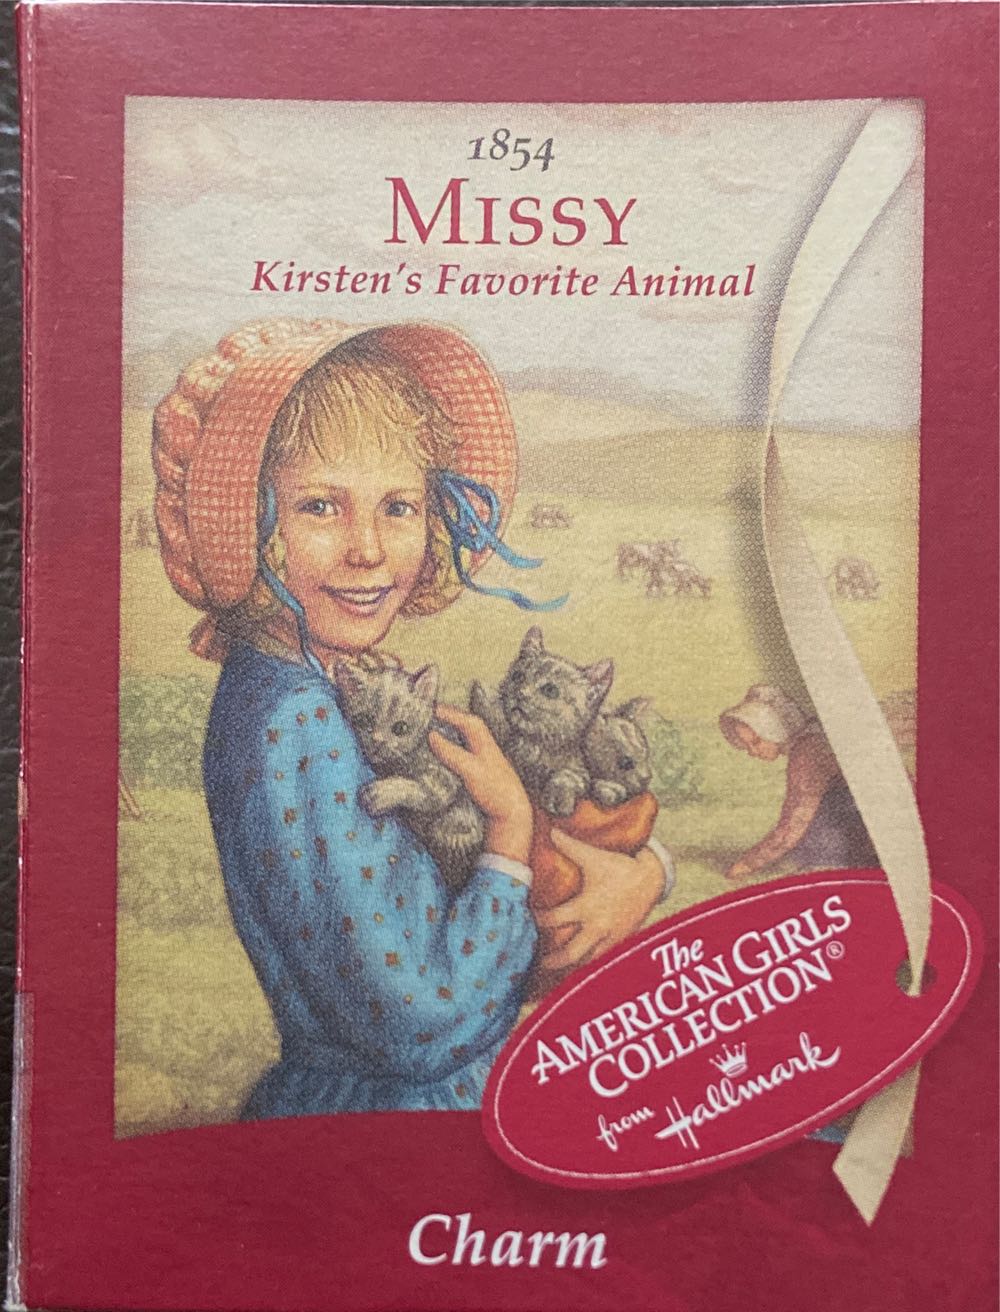 1854
MISSY
Kirsten's Favorite Animal
The
AMERICAN GIRLS
COLLECTION®
from Hallmark
Charm